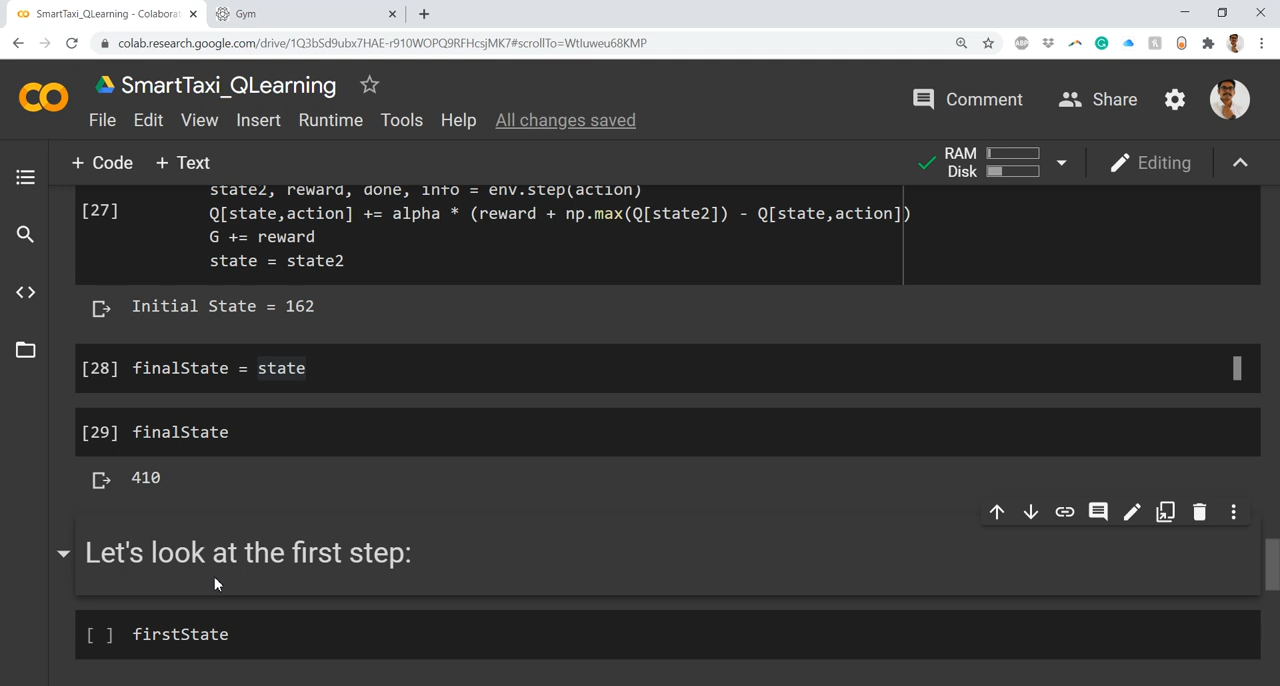 SmartTaxi_QLearning - Colaborat
Gym
colab.research.google.com/drive/1Q3bSd9ubx7HAE-r910WOPQ9RFHcsjMK7#scrollTo=Wtluweu68KMP
ABP
SmartTaxi_QLearning
Comment
Share
File Edit View Insert Runtime Tools Help All changes saved
+ Code + Text
RAM
Disk
Editing
state2, reward, done, info = env.step(action)
[27]
Q[state,action] += alpha * (reward + np.max(Q[state2]) - Q[state,action])
G += reward
state = state2
Initial State = 162
[28] finalState = state
[29] finalState
410
Let's look at the first step:
[ ] firstState